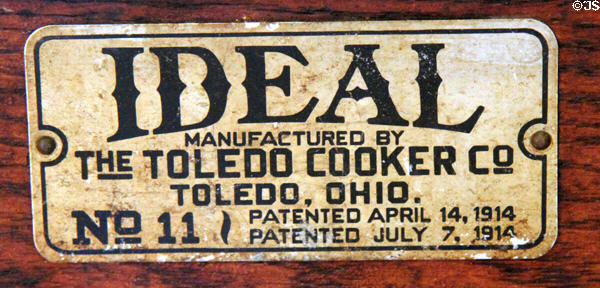 ©JS
IDEAL
MANUFACTURED BY
THE TOLEDO COOKER CO
TOLEDO, OHIO.
No 11 PATENTED APRIL 14, 1914
PATENTED JULY 7, 1914